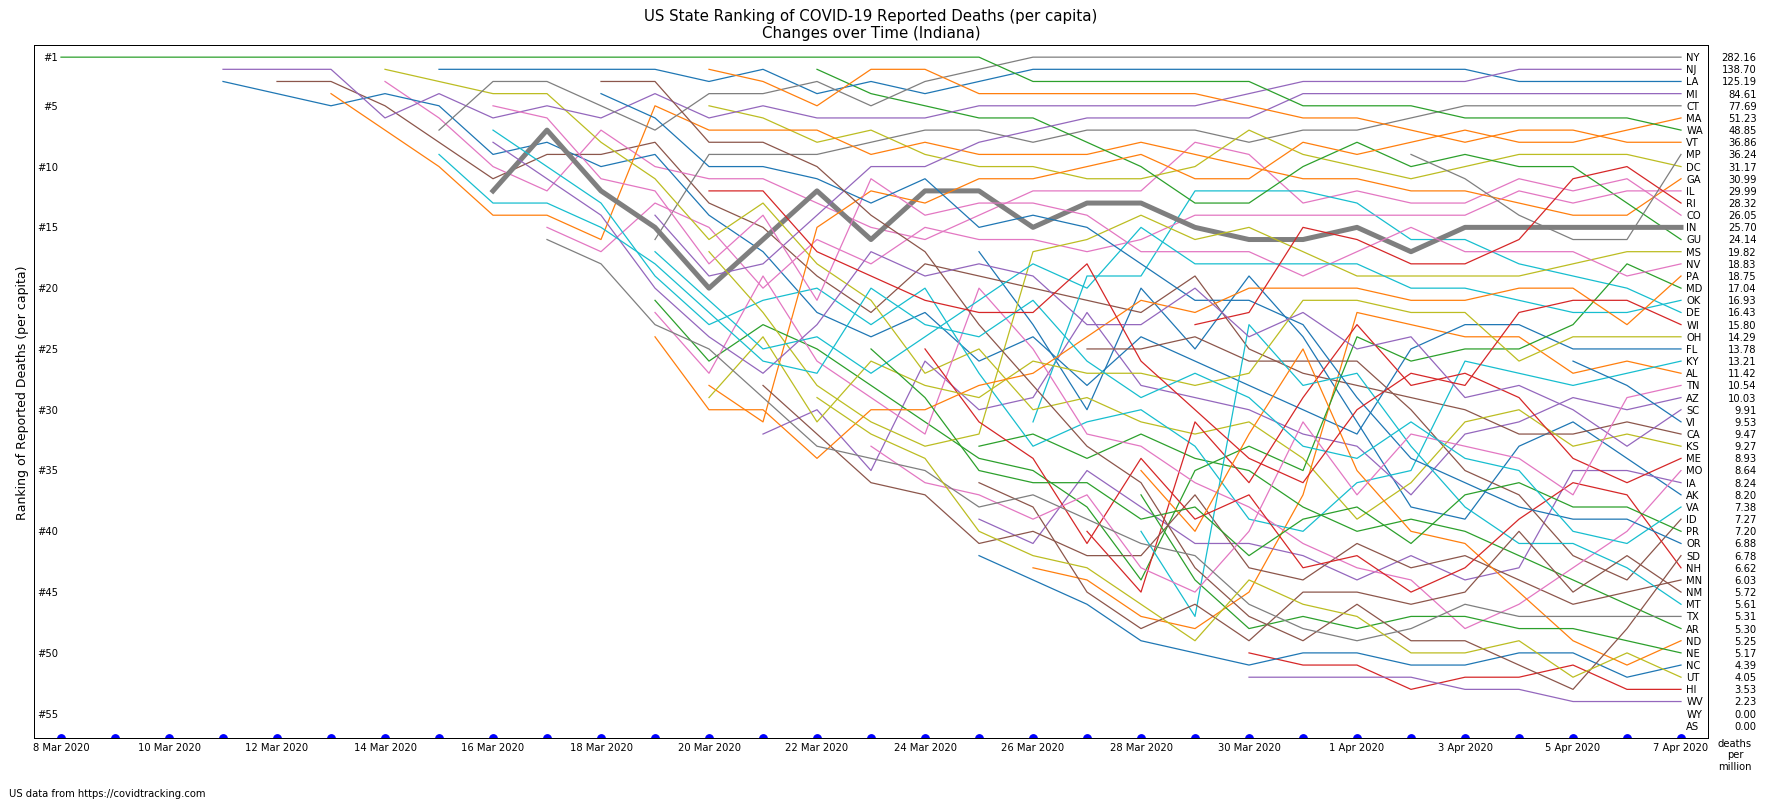 US State Ranking of COVID-19 Reported Deaths (per capita)
Changes over Time (Indiana)
Ranking of Reported Deaths (per capita)
#1
#5
#10
#15
#20
#25
#30
#35
#40
#45
#50
#55
NY 282.16
NJ 138.70
LA 125.19
MI 84.61
CT 77.69
MA 51.23
WA 48.85
VT 36.86
MP 36.24
DC 31.17
GA 30.99
IL 29.99
RI 28.32
CO 26.05
IN 25.70
GU 24.14
MS 19.82
NV 18.83
PA 18.75
MD 17.04
OK 16.93
DE 16.43
WI 15.80
OH 14.29
FL 13.78
KY 13.21
AL 11.42
TN 10.54
AZ 10.03
SC 9.91
VI 9.53
CA 9.47
KS 9.27
ME 8.93
MO 8.64
IA 8.24
AK 8.20
VA 7.38
ID 7.27
PR 7.20
OR 6.88
SD 6.78
NH 6.62
MN 6.03
NM 5.72
MT 5.61
TX 5.31
AR 5.30
ND 5.25
NE 5.17
NC 4.39
UT 4.05
HI 3.53
WV 2.23
WY 0.00
AS 0.00
8 Mar 2020 10 Mar 2020 12 Mar 2020 14 Mar 2020 16 Mar 2020 18 Mar 2020 20 Mar 2020 22 Mar 2020 24 Mar 2020 26 Mar 2020 28 Mar 2020 30 Mar 2020 1 Apr 2020 3 Apr 2020 5 Apr 2020 7 Apr 2020
deaths
per
million
US data from https://covidtracking.com